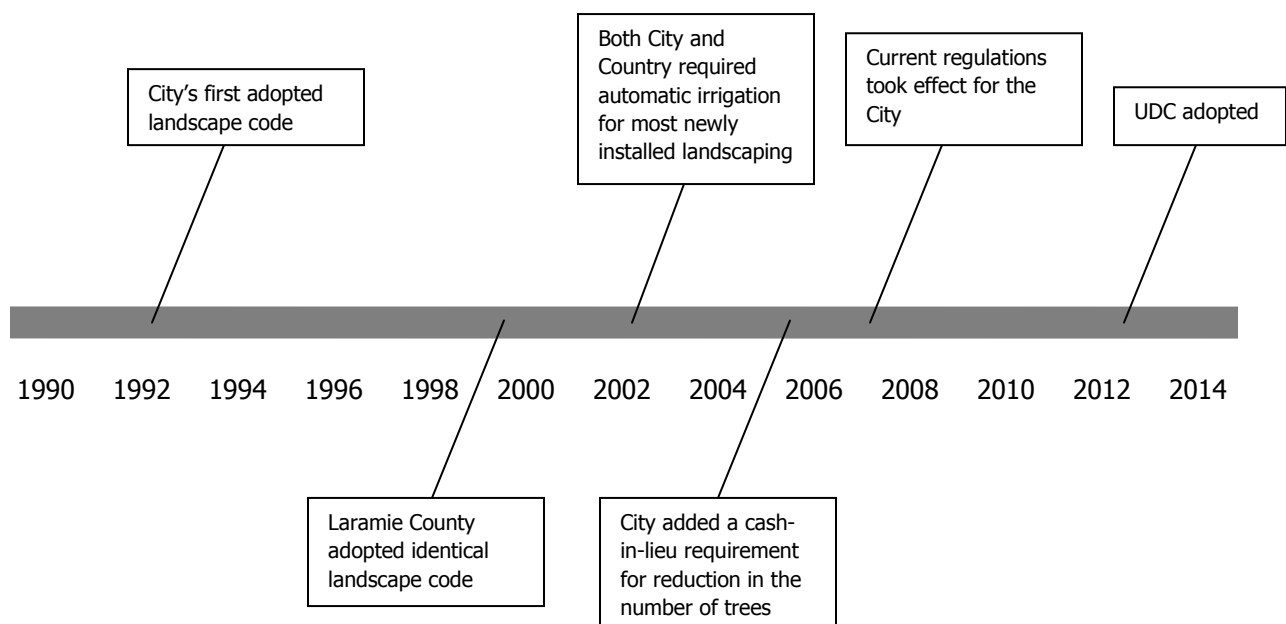 City’s first adopted
landscape code
Both City and
Country required
automatic irrigation
for most newly
installed landscaping
Current regulations
took effect for the
City
UDC adopted
1990 1992 1994 1996 1998 2000 2002 2004 2006 2008 2010 2012 2014
Laramie County
adopted identical
landscape code
City added a cash-
in-lieu requirement
for reduction in the
number of trees